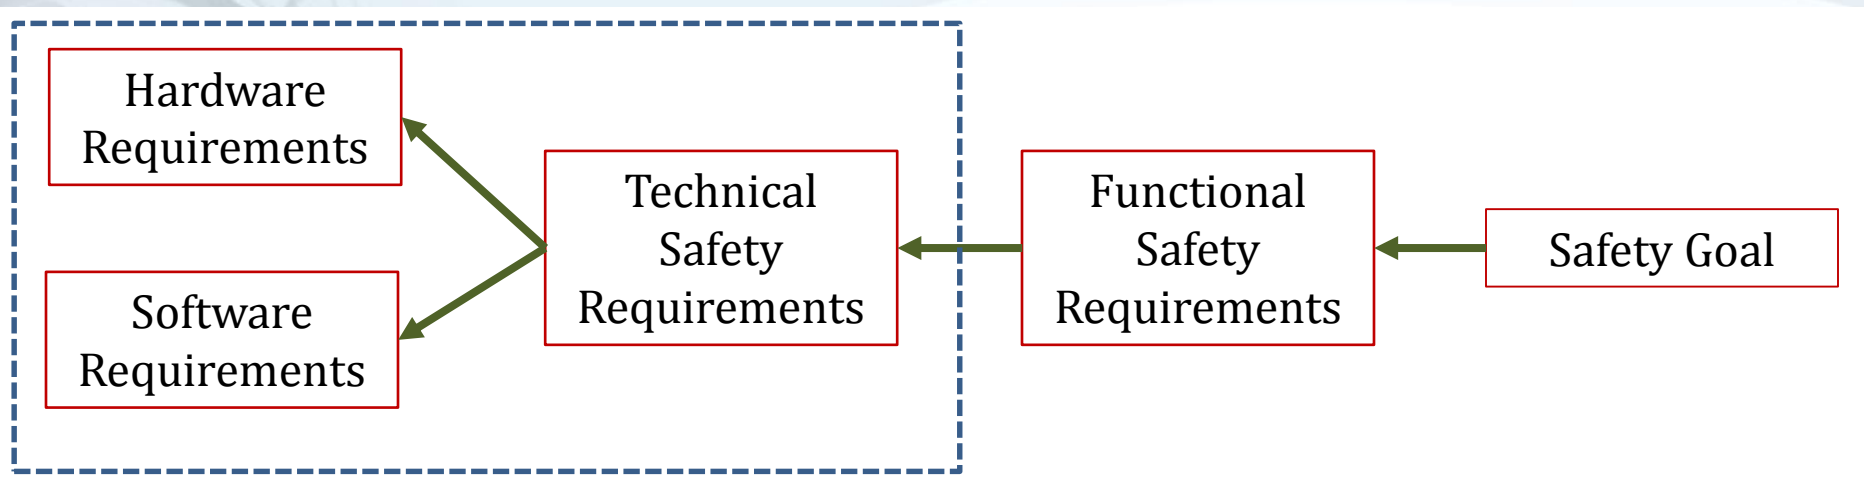 Hardware
Requirements
Software
Requirements
Technical
Safety
Requirements
Functional
Safety
Requirements
Safety Goal